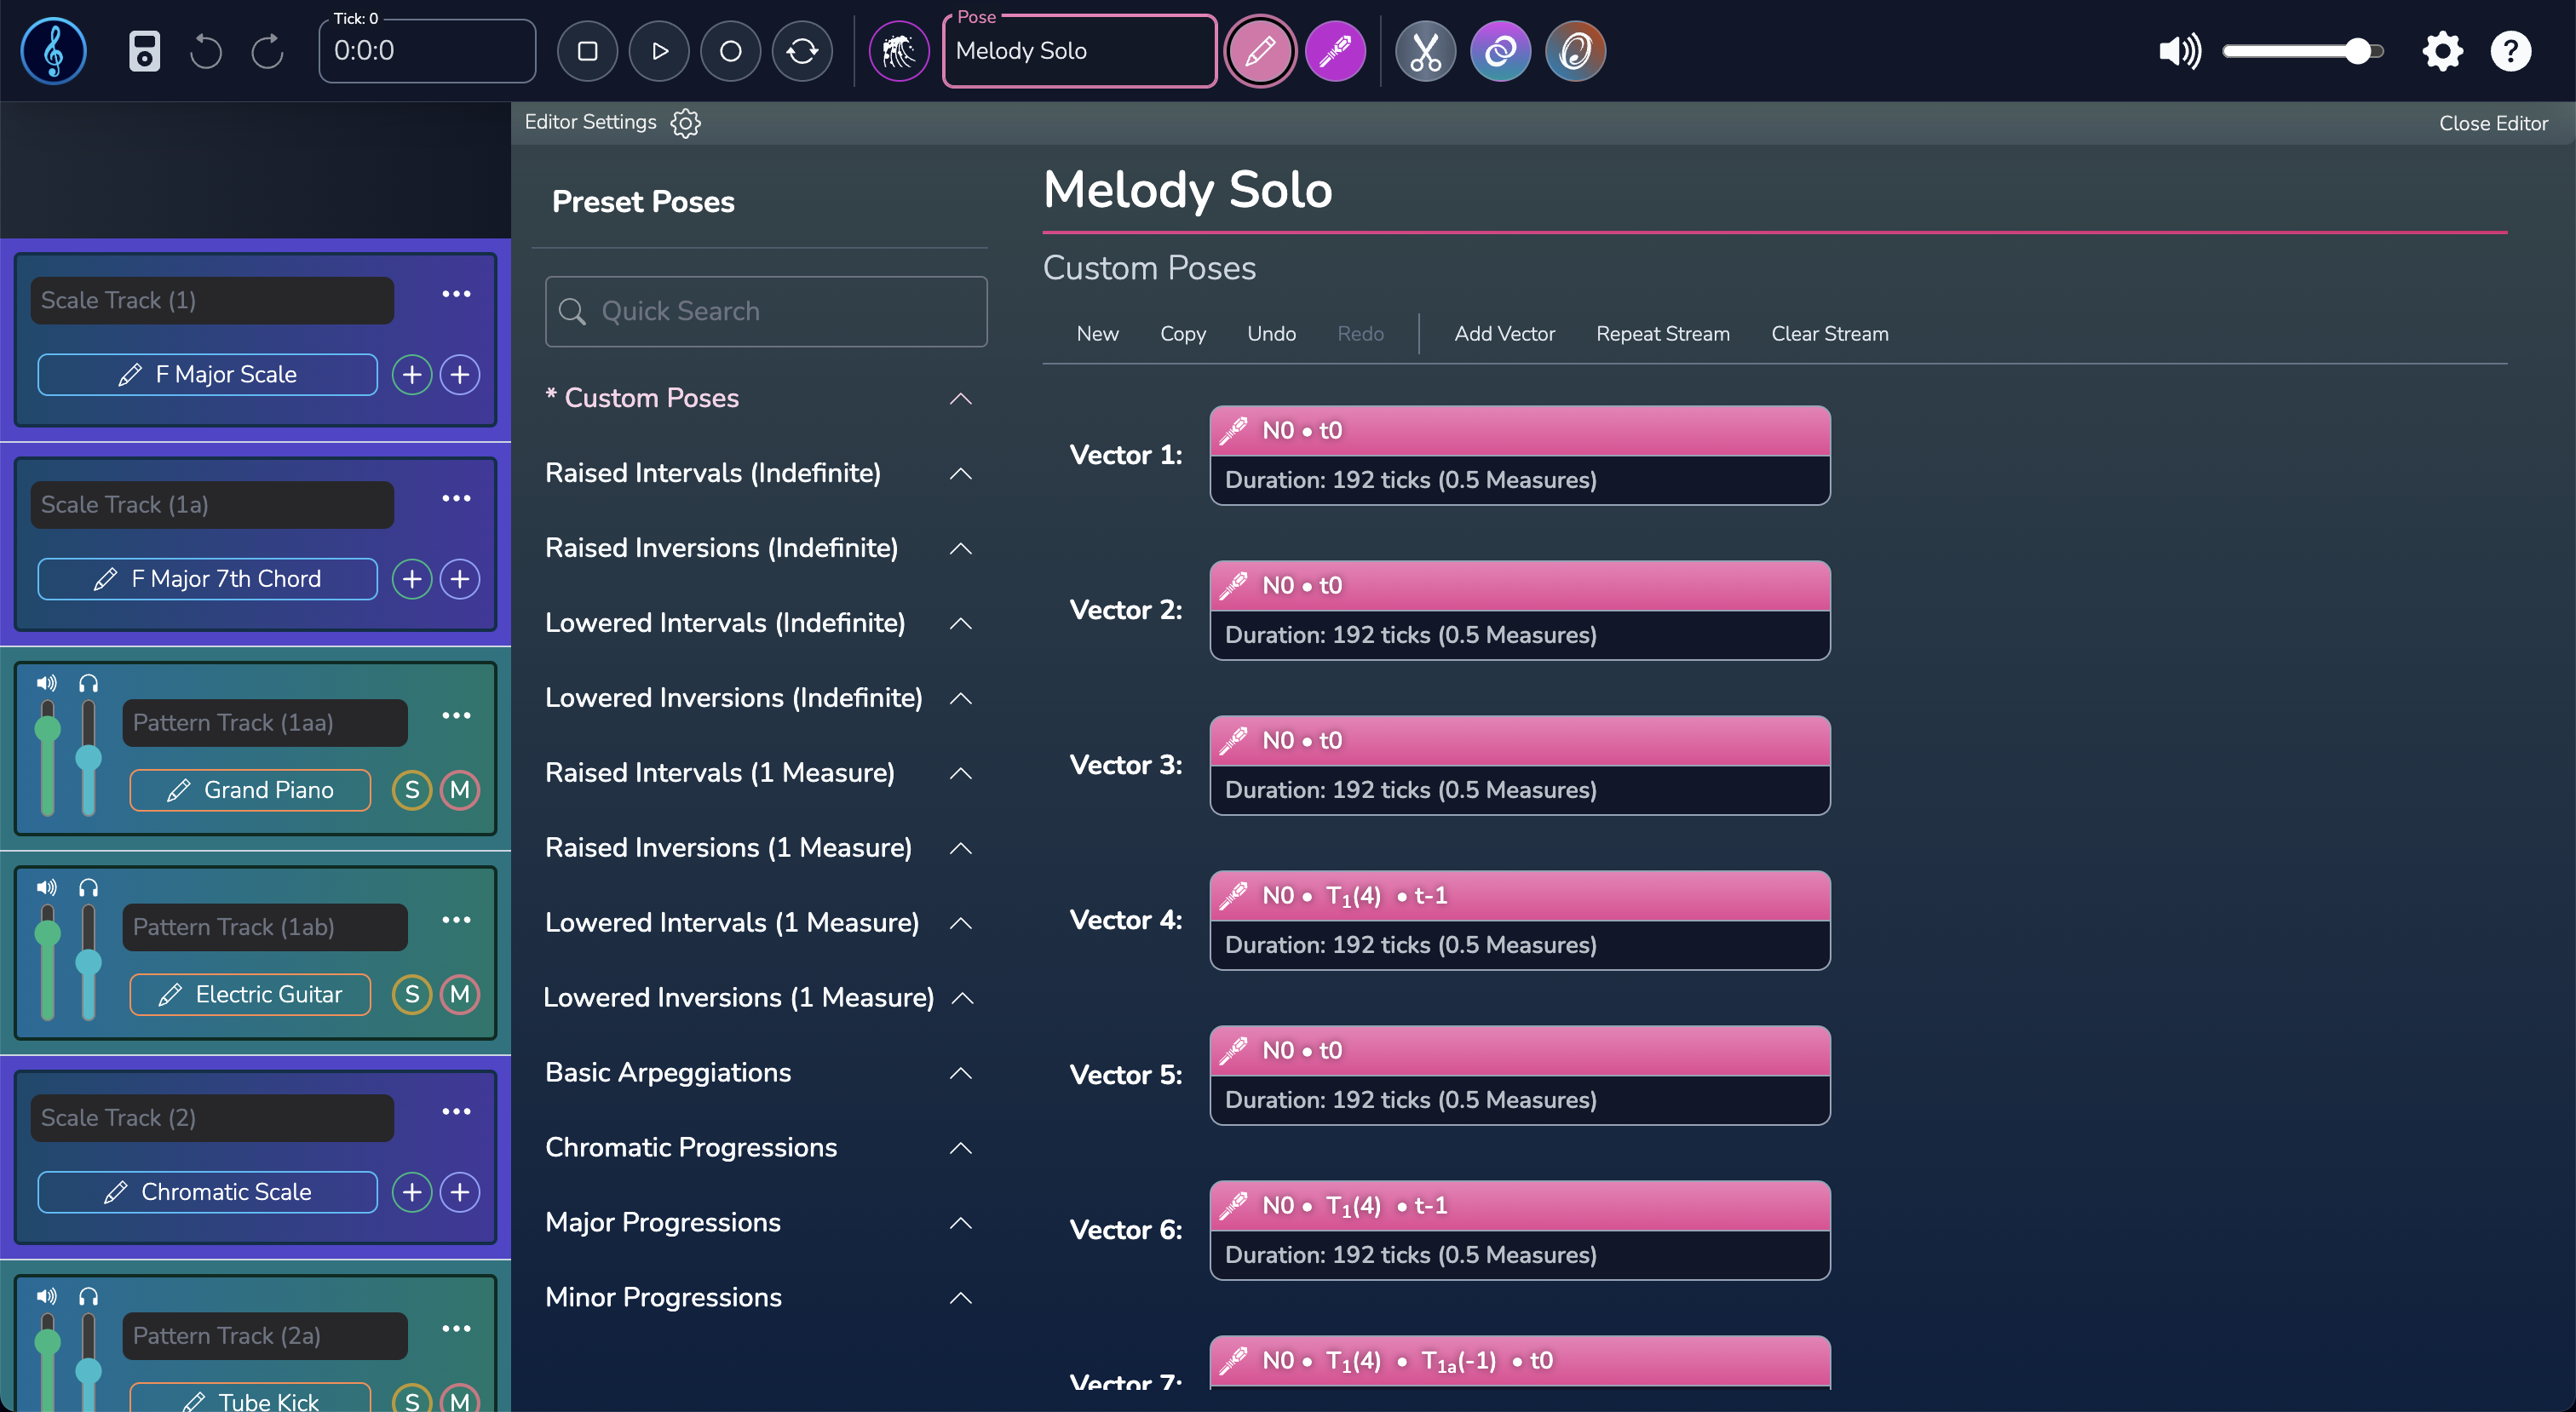 Tick: 0
0:0:0
Pose
Melody Solo
?
Editor Settings
Close Editor
Scale Track (1)
F Major Scale
Scale Track (1a)
F Major 7th Chord
Pattern Track (1aa)
Grand Piano
S
M
Pattern Track (1ab)
Electric Guitar
S
M
Scale Track (2)
Chromatic Scale
Pattern Track (2a)
Tube Kick
S
M
Preset Poses
Quick Search
* Custom Poses
Raised Intervals (Indefinite)
Raised Inversions (Indefinite)
Lowered Intervals (Indefinite)
Lowered Inversions (Indefinite)
Raised Intervals (1 Measure)
Raised Inversions (1 Measure)
Lowered Intervals (1 Measure)
Lowered Inversions (1 Measure)
Basic Arpeggiations
Chromatic Progressions
Major Progressions
Minor Progressions
Melody Solo
Custom Poses
New Copy Undo Redo Add Vector Repeat Stream Clear Stream
Vector 1:
N0 • t0
Duration: 192 ticks (0.5 Measures)
Vector 2:
N0 • t0
Duration: 192 ticks (0.5 Measures)
Vector 3:
N0 • t0
Duration: 192 ticks (0.5 Measures)
Vector 4:
N0 • T1(4) • t-1
Duration: 192 ticks (0.5 Measures)
Vector 5:
N0 • t0
Duration: 192 ticks (0.5 Measures)
Vector 6:
N0 • T1(4) • t-1
Duration: 192 ticks (0.5 Measures)
Vector 7:
N0 • T1(4) • T1a(-1) • t0